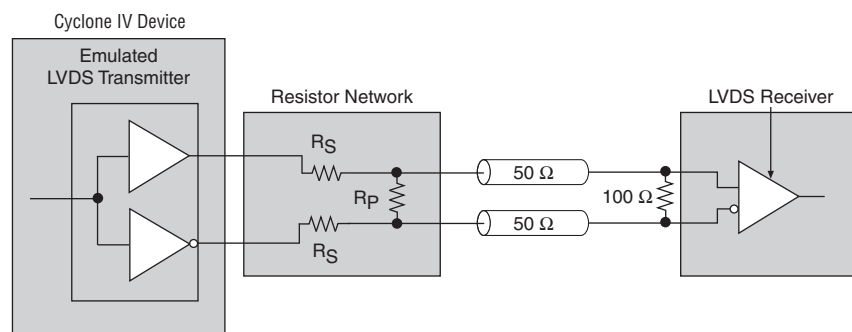 Cyclone IV Device
Emulated
LVDS Transmitter
Resistor Network
LVDS Receiver
RS
50 Ω
RP
100 Ω
50 Ω
RS